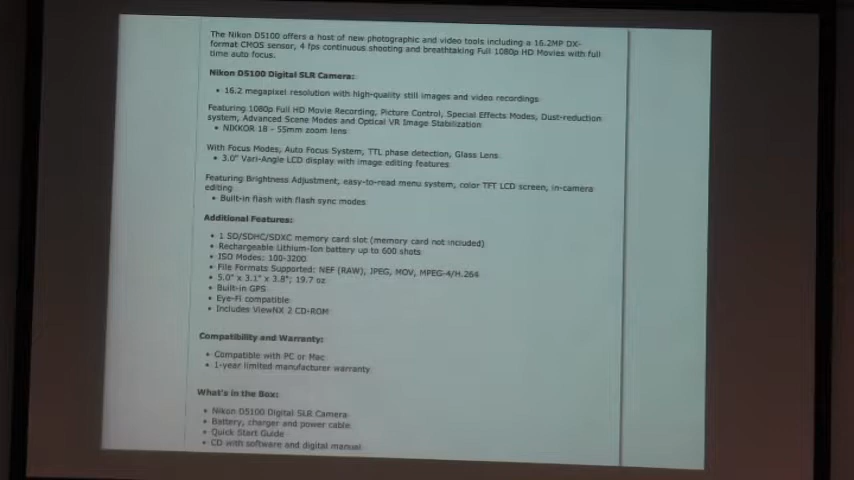 The Nikon D5100 offers a host of new photographic and video tools including a 16.2MP DX-
format CMOS sensor, 4 fps continuous shooting and breathtaking Full 1080p HD Movies with full
time auto focus.
Nikon D5100 Digital SLR Camera:
• 16.2 megapixel resolution with high-quality still images and video recordings
Featuring 1080p Full HD Movie Recording, Picture Control, Special Effects Modes, Dust-reduction
system, Advanced Scene Modes and Optical VR Image Stabilization
• NIKKOR 18 - 55mm zoom lens
With Focus Modes, Auto Focus System, TTL phase detection, Glass Lens
• 3.0" Vari-Angle LCD display with image editing features
Featuring Brightness Adjustment, easy-to-read menu system, color TFT LCD screen, in-camera
editing
• Built-in flash with flash sync modes
Additional Features:
• 1 SD/SDHC/SDXC memory card slot (memory card not included)
• Rechargeable Lithium-Ion battery up to 600 shots
• ISO Modes: 100-3200
• File Formats Supported: NEF (RAW), JPEG, MOV, MPEG-4/H.264
• 5.0" x 3.1" x 3.8"; 19.7 oz
• Built-in GPS
• Eye-Fi compatible
• Includes ViewNX 2 CD-ROM
Compatibility and Warranty:
• Compatible with PC or Mac
• 1-year limited manufacturer warranty
What's in the Box:
• Nikon D5100 Digital SLR Camera
• Battery, charger and power cable
• Quick Start Guide
• CD with software and digital manual